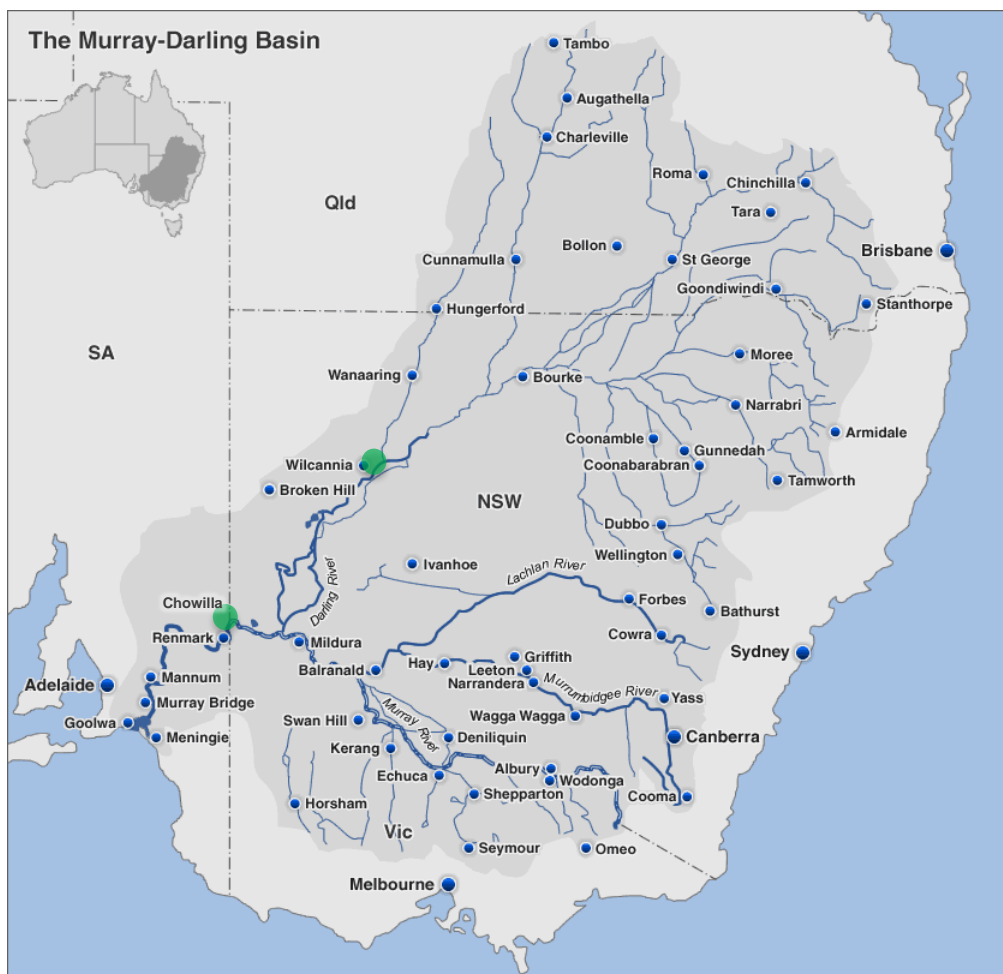 The Murray-Darling Basin
Tambo
Augathella
Charleville
Roma
Chinchilla
Qld
Tara
Bollon
Brisbane
Cunnamulla
St George
Goondiwindi
Stanthorpe
Hungerford
SA
Moree
Wanaaring
Bourke
Narrabri
Armidale
Coonamble
Gunnedah
Wilcannia
Coonabarabran
Tamworth
Broken Hill
NSW
Dubbo
Wellington
Ivanhoe
Lachlan River
Darling River
Chowilla
Forbes
Bathurst
Renmark
Mildura
Cowra
Sydney
Griffith
Hay
Balranald
Leeton
Narrandera
Mannum
Adelaide
Murrumbidgee River
Yass
Murray Bridge
Murray River
Goolwa
Swan Hill
Wagga Wagga
Meningie
Deniliquin
Canberra
Kerang
Albury
Echuca
Wodonga
Shepparton
Cooma
Horsham
Vic
Seymour
Omeo
Melbourne